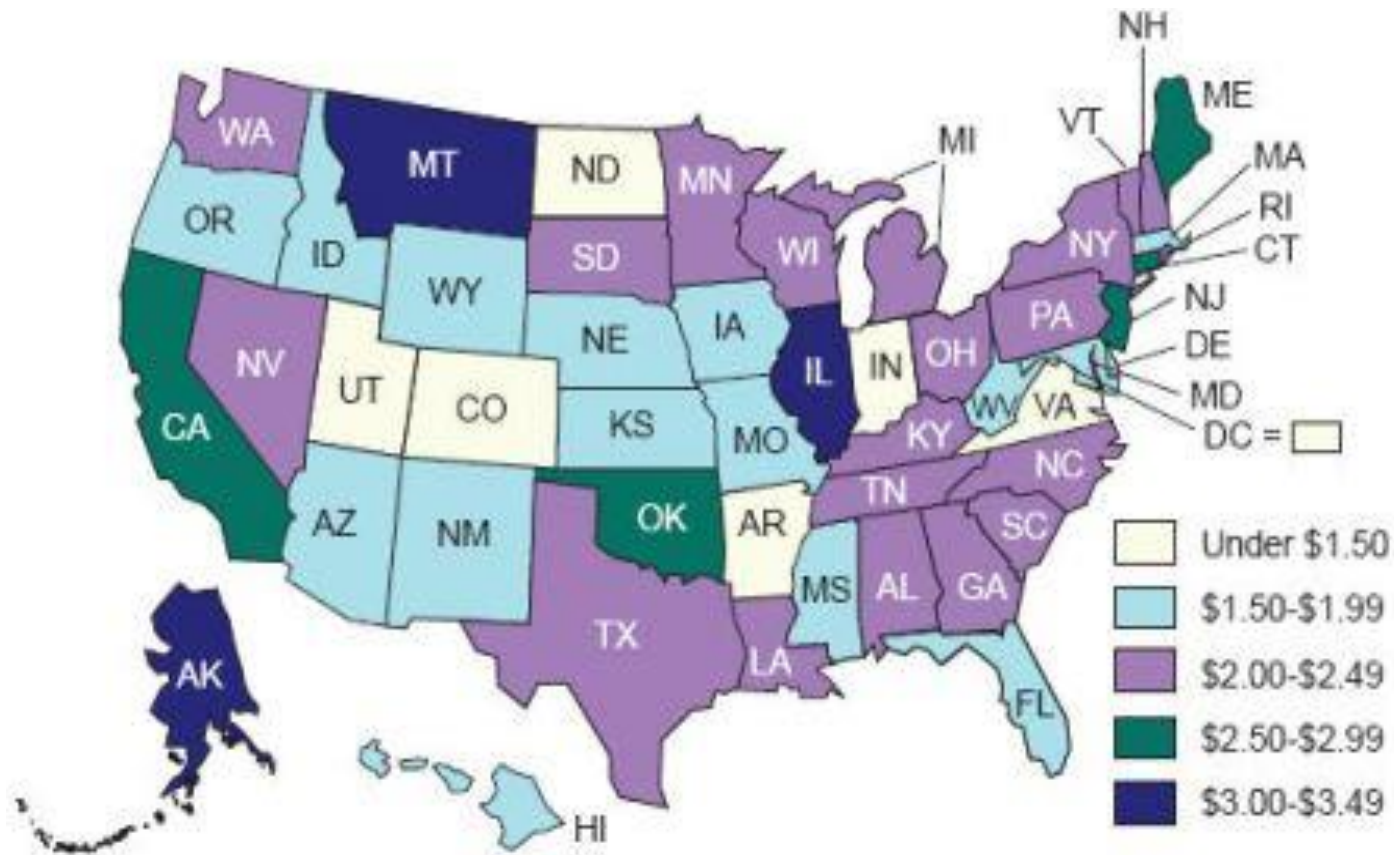 NH
ME
VT
MA
MI
WA
MT
ND
MN
RI
OR
ID
SD
WI
NY
CT
WY
NJ
NE
IA
PA
NV
OH
DE
UT
CO
IL
IN
MD
CA
KS
MO
WV
VA
DC =
KY
NC
TN
AZ
NM
OK
AR
SC
Under $1.50
MS
AL
GA
$1.50-$1.99
TX
LA
$2.00-$2.49
AK
FL
$2.50-$2.99
$3.00-$3.49
HI